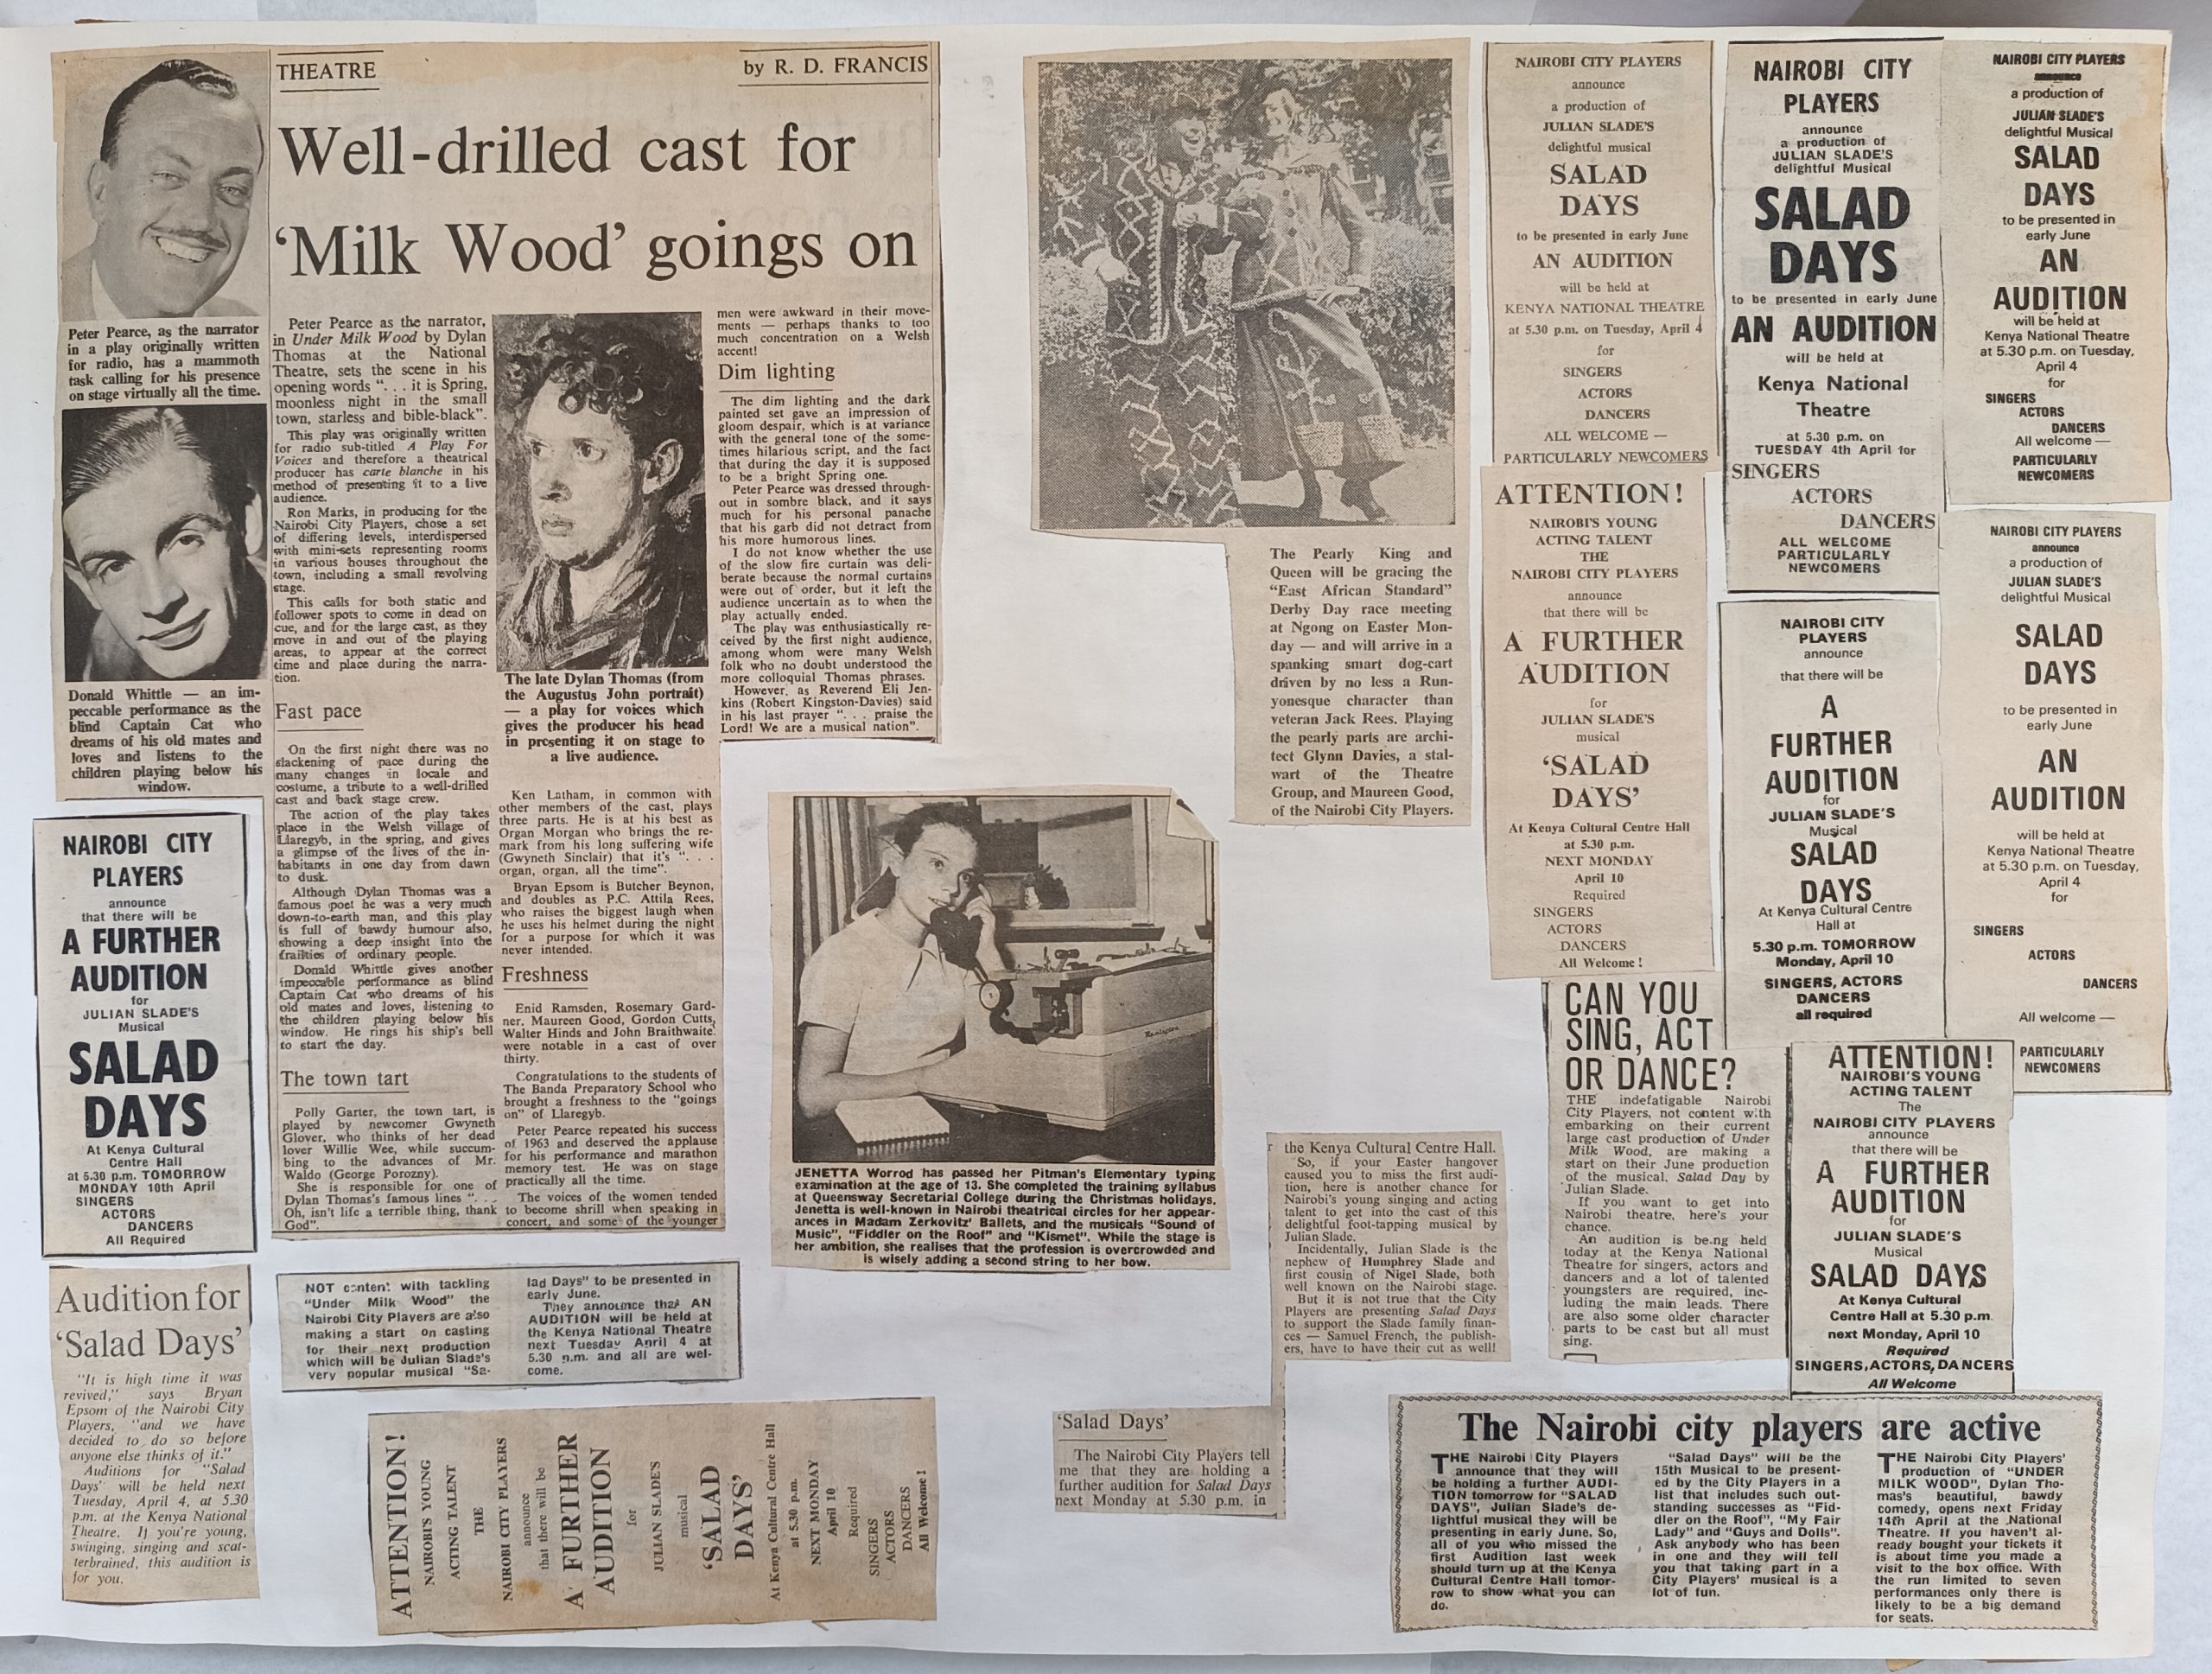 Peter Pearce, as the narrator
in a play originally written
for radio, has a mammoth
task calling for his presence
on stage virtually all the time.
Donald Whittle — an im-
peccable performance as the
blind Captain Cat who
dreams of his old mates and
loves and listens to the
children playing below his
window.
THEATRE
by R. D. FRANCIS
Well-drilled cast for
‘Milk Wood’ goings on
Peter Pearce as the narrator,
in Under Milk Wood by Dylan
Thomas at the National
Theatre, sets the scene in his
opening words “. . . it is Spring,
moonless night in the small
town, starless and bible-black”.
This play was originally written
for radio sub-titled A Play For
Voices and therefore a theatrical
producer has carte blanche in his
method of presenting it to a live
audience.
Ron Marks, in producing for the
Nairobi City Players, chose a set
of differing levels, interdispersed
with mini-sets representing rooms
in various houses throughout the
town, including a small revolving
stage.
This calls for both static and
follower spots to come in dead on
cue, and for the large cast, as they
move in and out of the playing
areas, to appear at the correct
time and place during the narra-
tion.
Fast pace
On the first night there was no
slackening of pace during the
many changes in locale and
costume, a tribute to a well-drilled
cast and back stage crew.
The action of the play takes
place in the Welsh village of
Llaregyb, in the spring, and gives
a glimpse of the lives of the in-
habitants in one day from dawn
to dusk.
Although Dylan Thomas was a
famous poet he was a very much
down-to-earth man, and this play
is full of bawdy humour also,
showing a deep insight into the
frailties of ordinary people.
Donald Whittle gives another
impeccable performance as blind
Captain Cat who dreams of his
old mates and loves, listening to
the children playing below his
window. He rings his ship's bell
to start the day.
The town tart
Polly Garter, the town tart, is
played by newcomer Gwyneth
Glover, who thinks of her dead
lover Willie Wee, while succum-
bing to the advances of Mr.
Waldo (George Porozny).
She is responsible for one of
Dylan Thomas's famous lines “. . .
Oh, isn't life a terrible thing, thank
God”.
The late Dylan Thomas (from
the Augustus John portrait)
— a play for voices which
gives the producer his head
in presenting it on stage to
a live audience.
Ken Latham, in common with
other members of the cast, plays
three parts. He is at his best as
Organ Morgan who brings the re-
mark from his long suffering wife
(Gwyneth Sinclair) that it's “. . .
organ, organ, all the time”.
Bryan Epsom is Butcher Beynon,
and doubles as P.C. Attila Rees,
who raises the biggest laugh when
he uses his helmet during the night
for a purpose for which it was
never intended.
Freshness
Enid Ramsden, Rosemary Gard-
ner, Maureen Good, Gordon Cutts,
Walter Hinds and John Braithwaite,
were notable in a cast of over
thirty.
Congratulations to the students of
The Banda Preparatory School who
brought a freshness to the “goings
on” of Llaregyb.
Peter Pearce repeated his success
of 1963 and deserved the applause
for his performance and marathon
memory test. He was on stage
practically all the time.
The voices of the women tended
to become shrill when speaking in
concert, and some of the younger
men were awkward in their move-
ments — perhaps thanks to too
much concentration on a Welsh
accent!
Dim lighting
The dim lighting and the dark
painted set gave an impression of
gloom despair, which is at variance
with the general tone of the some-
times hilarious script, and the fact
that during the day it is supposed
to be a bright Spring one.
Peter Pearce was dressed through-
out in sombre black, and it says
much for his personal panache
that his garb did not detract from
his more humorous lines.
I do not know whether the use
of the slow fire curtain was deli-
berate because the normal curtains
were out of order, but it left the
audience uncertain as to when the
play actually ended.
The play was enthusiastically re-
ceived by the first night audience,
among whom were many Welsh
folk who no doubt understood the
more colloquial Thomas phrases.
However, as Reverend Eli Jen-
kins (Robert Kingston-Davies) said
in his last prayer “. . . praise the
Lord! We are a musical nation”.
NAIROBI CITY
PLAYERS
announce
that there will be
A FURTHER
AUDITION
for
JULIAN SLADE'S
Musical
SALAD
DAYS
At Kenya Cultural
Centre Hall
at 5.30 p.m. TOMORROW
MONDAY 10th April
SINGERS
ACTORS
DANCERS
All Required
Audition for
‘Salad Days’
“It is high time it was
revived,” says Bryan
Epsom of the Nairobi City
Players, “and we have
decided to do so before
anyone else thinks of it.”
Auditions for “Salad
Days” will be held next
Tuesday, April 4, at 5.30
p.m. at the Kenya National
Theatre. If you're young,
swinging, singing and scat-
terbrained, this audition is
for you.
NOT content with tackling
“Under Milk Wood” the
Nairobi City Players are also
making a start on casting
for their next production
which will be Julian Slade's
very popular musical “Sa-
lad Days” to be presented in
early June.
They announce that AN
AUDITION will be held at
the Kenya National Theatre
next Tuesday April 4 at
5.30 p.m. and all are wel-
come.
ATTENTION!
NAIROBI'S YOUNG
ACTING TALENT
THE
NAIROBI CITY PLAYERS
announce
that there will be
A FURTHER
AUDITION
for
JULIAN SLADE'S
musical
‘SALAD
DAYS’
At Kenya Cultural Centre Hall
at 5.30 p.m.
NEXT MONDAY
April 10
Required
SINGERS
ACTORS
DANCERS
All Welcome!
Remington
JENETTA Worrod has passed her Pitman's Elementary typing
examination at the age of 13. She completed the training syllabus
at Queensway Secretarial College during the Christmas holidays.
Jenetta is well-known in Nairobi theatrical circles for her appear-
ances in Madam Zerkovitz' Ballets, and the musicals “Sound of
Music”, “Fiddler on the Roof” and “Kismet”. While the stage is
her ambition, she realises that the profession is overcrowded and
is wisely adding a second string to her bow.
The Pearly King and
Queen will be gracing the
“East African Standard”
Derby Day race meeting
at Ngong on Easter Mon-
day — and will arrive in a
spanking smart dog-cart
driven by no less a Run-
yonesque character than
veteran Jack Rees. Playing
the pearly parts are archi-
tect Glynn Davies, a stal-
wart of the Theatre
Group, and Maureen Good,
of the Nairobi City Players.
‘Salad Days’
The Nairobi City Players tell
me that they are holding a
further audition for Salad Days
next Monday at 5.30 p.m. in
the Kenya Cultural Centre Hall.
So, if your Easter hangover
caused you to miss the first audi-
tion, here is another chance for
Nairobi's young singing and acting
talent to get into the cast of this
delightful foot-tapping musical by
Julian Slade.
Incidentally, Julian Slade is the
nephew of Humphrey Slade and
first cousin of Nigel Slade, both
well known on the Nairobi stage.
But it is not true that the City
Players are presenting Salad Days
to support the Slade family finan-
ces — Samuel French, the publish-
ers, have to have their cut as well!
NAIROBI CITY PLAYERS
announce
a production of
JULIAN SLADE'S
delightful musical
SALAD
DAYS
to be presented in early June
AN AUDITION
will be held at
KENYA NATIONAL THEATRE
at 5.30 p.m. on Tuesday, April 4
for
SINGERS
ACTORS
DANCERS
ALL WELCOME —
PARTICULARLY NEWCOMERS
ATTENTION!
NAIROBI'S YOUNG
ACTING TALENT
THE
NAIROBI CITY PLAYERS
announce
that there will be
A FURTHER
AUDITION
for
JULIAN SLADE'S
musical
‘SALAD
DAYS’
At Kenya Cultural Centre Hall
at 5.30 p.m.
NEXT MONDAY
April 10
Required
SINGERS
ACTORS
DANCERS
All Welcome!
CAN YOU
SING, ACT
OR DANCE?
THE indefatigable Nairobi
City Players, not content with
embarking on their current
large cast production of Under
Milk Wood, are making a
start on their June production
of the musical, Salad Day by
Julian Slade.
If you want to get into
Nairobi theatre, here's your
chance.
An audition is being held
today at the Kenya National
Theatre for singers, actors and
dancers and a lot of talented
youngsters are required, inc-
luding the main leads. There
are also some older character
parts to be cast but all must
sing.
NAIROBI CITY
PLAYERS
announce
a production of
JULIAN SLADE'S
delightful Musical
SALAD
DAYS
to be presented in early June
AN AUDITION
will be held at
Kenya National
Theatre
at 5.30 p.m. on
TUESDAY 4th April for
SINGERS
ACTORS
DANCERS
ALL WELCOME
PARTICULARLY
NEWCOMERS
NAIROBI CITY
PLAYERS
announce
that there will be
A
FURTHER
AUDITION
for
JULIAN SLADE'S
Musical
SALAD
DAYS
At Kenya Cultural Centre
Hall at
5.30 p.m. TOMORROW
Monday, April 10
SINGERS, ACTORS
DANCERS
all required
NAIROBI CITY PLAYERS
announce
a production of
JULIAN SLADE'S
delightful Musical
SALAD
DAYS
to be presented in
early June
AN
AUDITION
will be held at
Kenya National Theatre
at 5.30 p.m. on Tuesday,
April 4
for
SINGERS
ACTORS
DANCERS
All welcome —
PARTICULARLY
NEWCOMERS
NAIROBI CITY PLAYERS
announce
a production of
JULIAN SLADE'S
delightful Musical
SALAD
DAYS
to be presented in
early June
AN
AUDITION
will be held at
Kenya National Theatre
at 5.30 p.m. on Tuesday,
April 4
for
SINGERS
ACTORS
DANCERS
All welcome —
PARTICULARLY
NEWCOMERS
ATTENTION!
NAIROBI'S YOUNG
ACTING TALENT
The
NAIROBI CITY PLAYERS
announce
that there will be
A FURTHER
AUDITION
for
JULIAN SLADE'S
Musical
SALAD DAYS
At Kenya Cultural
Centre Hall at 5.30 p.m.
next Monday, April 10
Required
SINGERS, ACTORS, DANCERS
All Welcome
The Nairobi city players are active
THE Nairobi City Players
announce that they will
be holding a further AUDI-
TION tomorrow for “SALAD
DAYS”, Julian Slade's de-
lightful musical they will be
presenting in early June. So,
all of you who missed the
first Audition last week
should turn up at the Kenya
Cultural Centre Hall tomor-
row to show what you can
do.
“Salad Days” will be the
15th Musical to be present-
ed by the City Players in a
list that includes such out-
standing successes as “Fid-
dler on the Roof”, “My Fair
Lady” and “Guys and Dolls”.
Ask anybody who has been
in one and they will tell
you that taking part in a
City Players' musical is a
lot of fun.
THE Nairobi City Players'
production of “UNDER
MILK WOOD”, Dylan Tho-
mas's beautiful, bawdy
comedy, opens next Friday
14th April at the National
Theatre. If you haven't al-
ready bought your tickets it
is about time you made a
visit to the box office. With
the run limited to seven
performances only there is
likely to be a big demand
for seats.